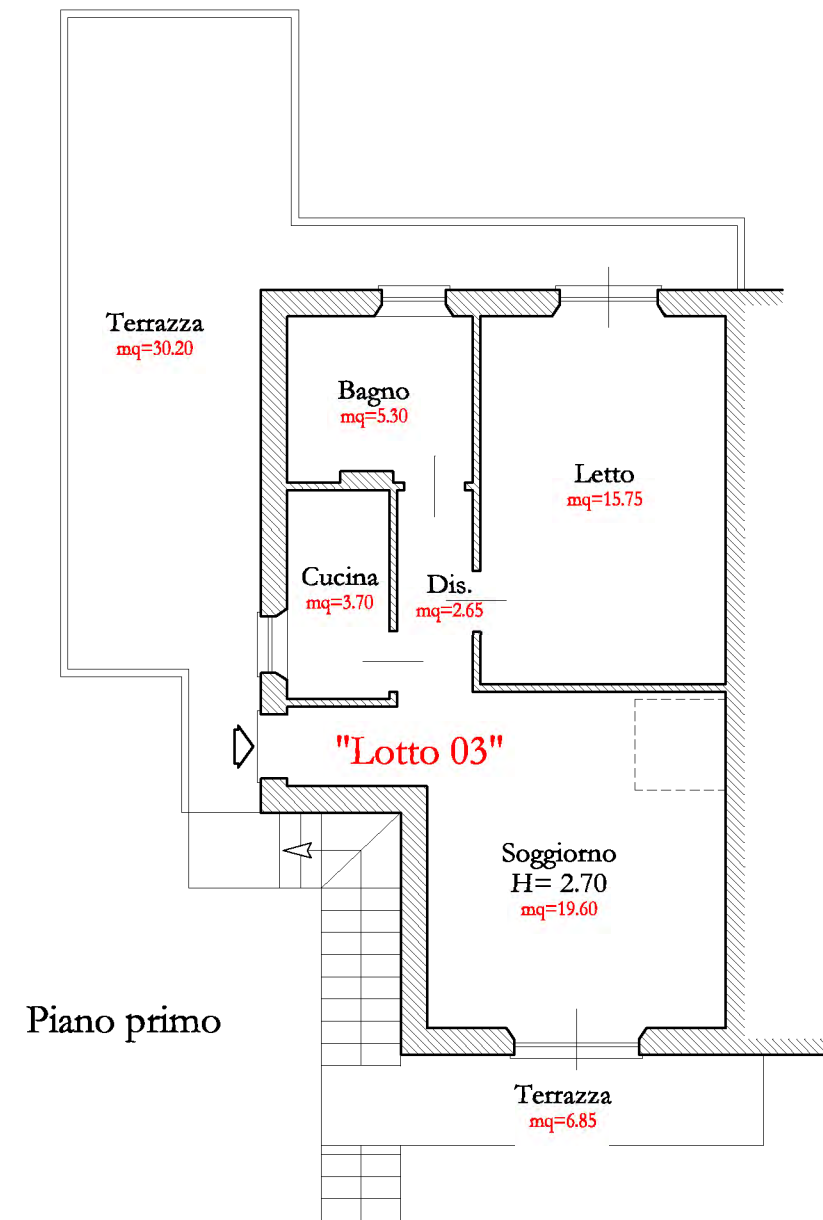 Terrazza
mq=30.20
Bagno
mq=5.30
Letto
mq=15.75
Cucina
mq=3.70
Dis.
mq=2.65
"Lotto 03"
Soggiorno
H= 2.70
mq=19.60
Piano primo
Terrazza
mq=6.85